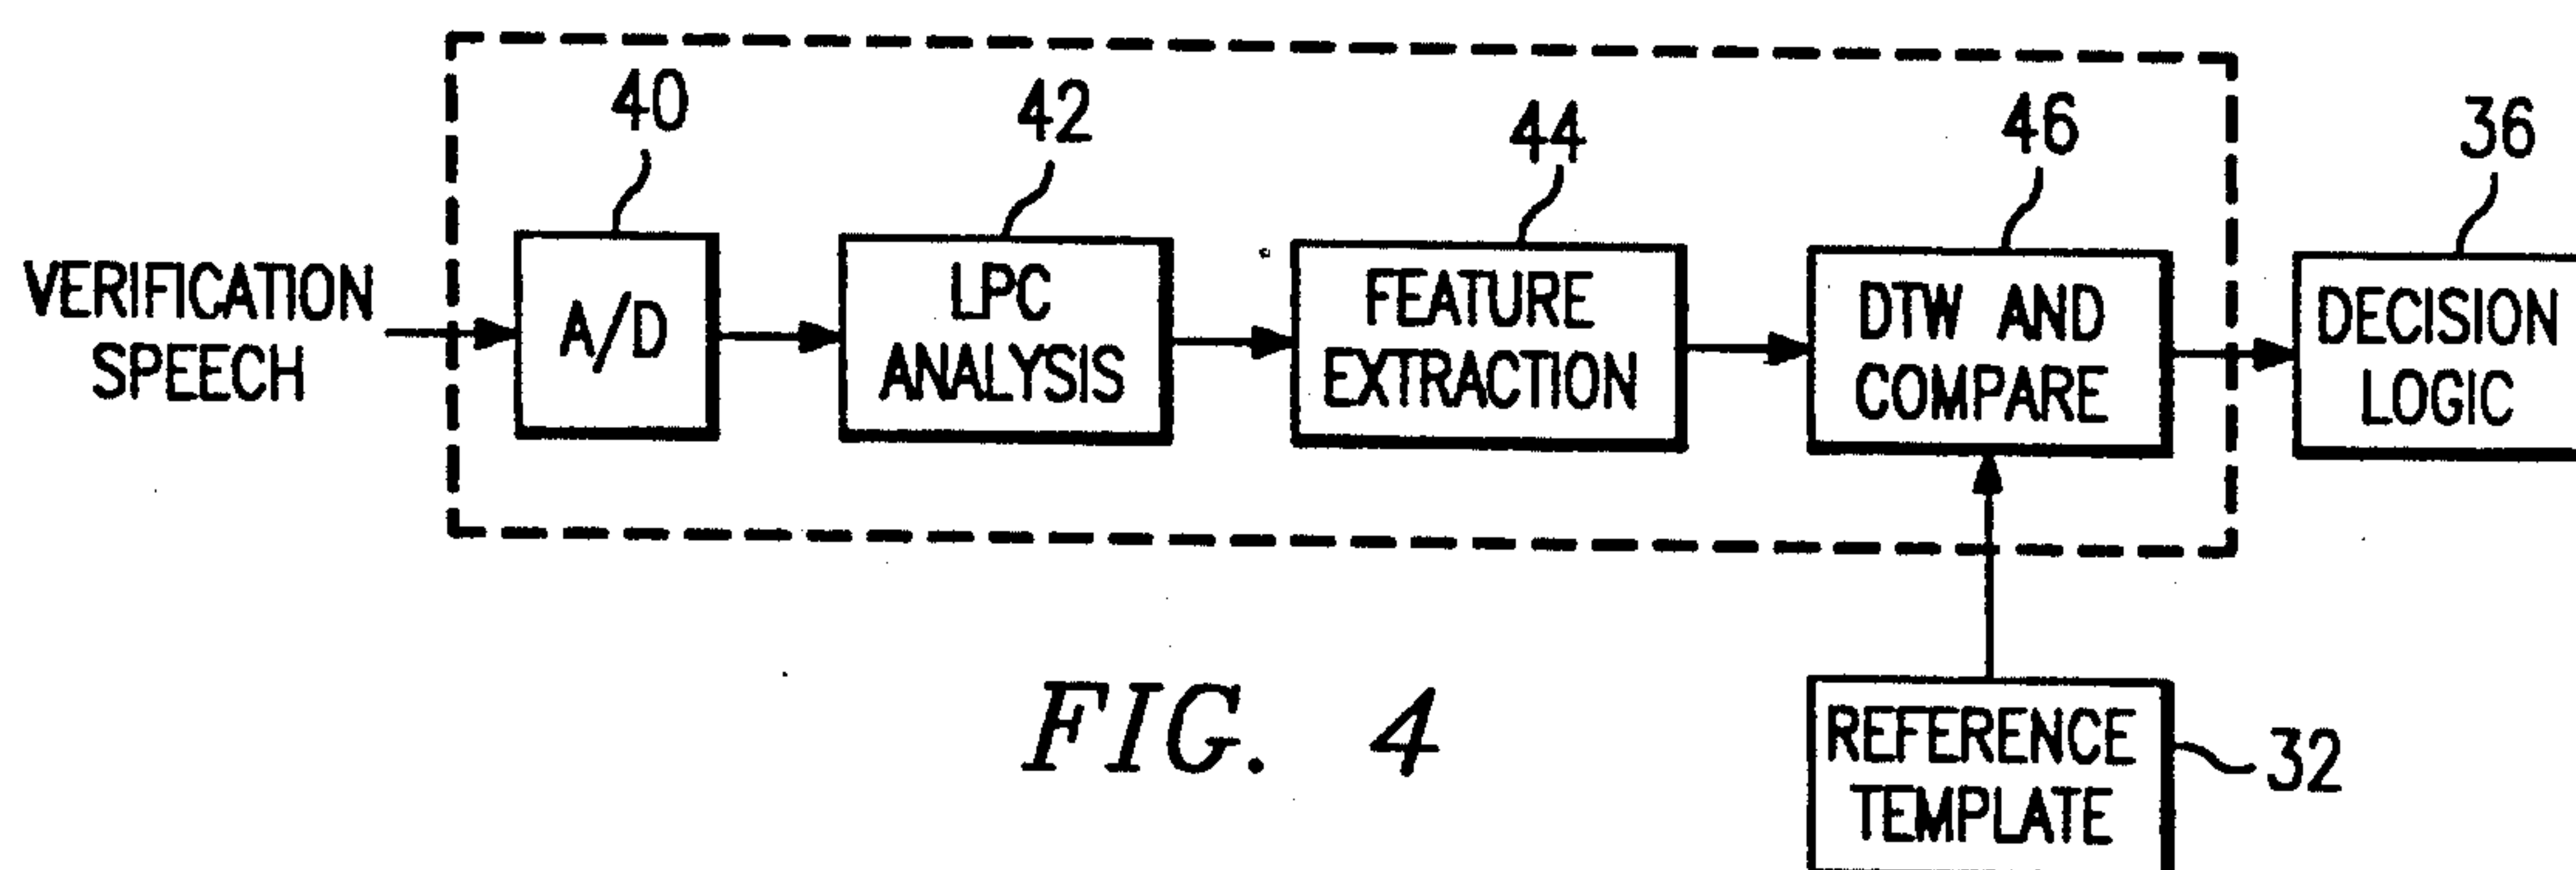 40
42
44
46
36
VERIFICATION
SPEECH
A/D
LPC
ANALYSIS
FEATURE
EXTRACTION
DTW AND
COMPARE
DECISION
LOGIC
REFERENCE
TEMPLATE
32
FIG. 4